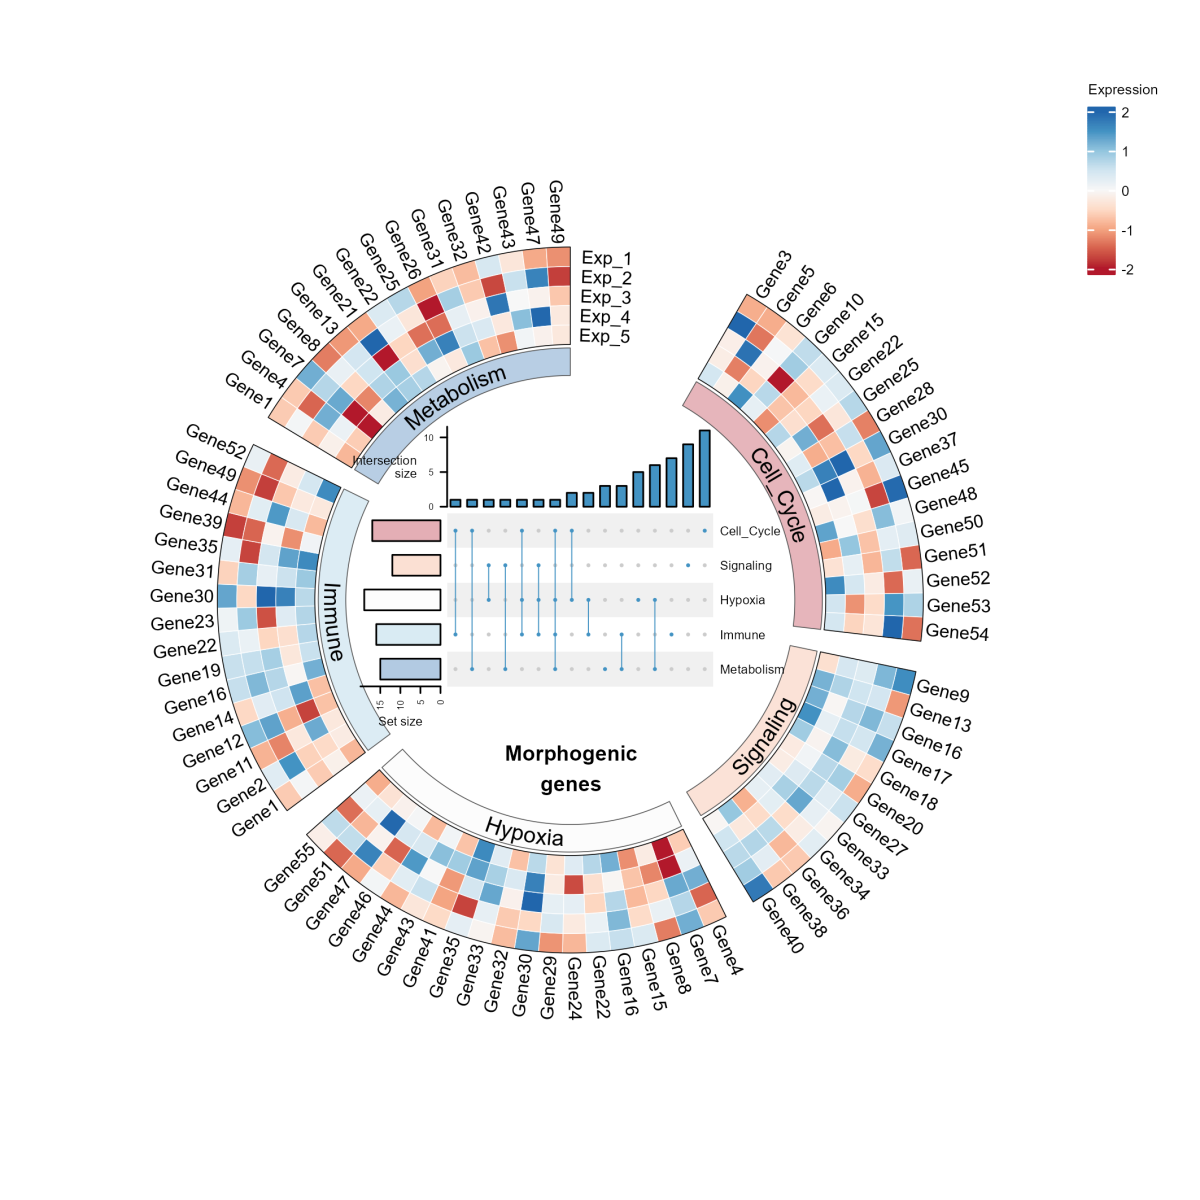 Expression
2
1
0
-1
-2
Gene1
Gene4
Gene7
Gene8
Gene13
Gene21
Gene22
Gene25
Gene26
Gene31
Gene32
Gene42
Gene43
Gene47
Gene49
Exp_1
Exp_2
Exp_3
Exp_4
Exp_5
Metabolism
Gene3
Gene5
Gene6
Gene10
Gene15
Gene22
Gene25
Gene28
Gene30
Gene37
Gene45
Gene48
Gene50
Gene51
Gene52
Gene53
Gene54
Cell_Cycle
Gene9
Gene13
Gene16
Gene17
Gene18
Gene20
Gene27
Gene33
Gene34
Gene36
Gene38
Gene40
Signaling
Gene4
Gene7
Gene8
Gene15
Gene16
Gene22
Gene24
Gene29
Gene30
Gene32
Gene33
Gene35
Gene41
Gene43
Gene44
Gene46
Gene47
Gene51
Gene55
Hypoxia
Gene1
Gene2
Gene11
Gene12
Gene14
Gene16
Gene19
Gene22
Gene23
Gene30
Gene31
Gene35
Gene39
Gene44
Gene49
Gene52
Immune
10
5
0
Intersection
size
Cell_Cycle
Signaling
Hypoxia
Immune
Metabolism
15
10
5
0
Set size
Morphogenic
genes